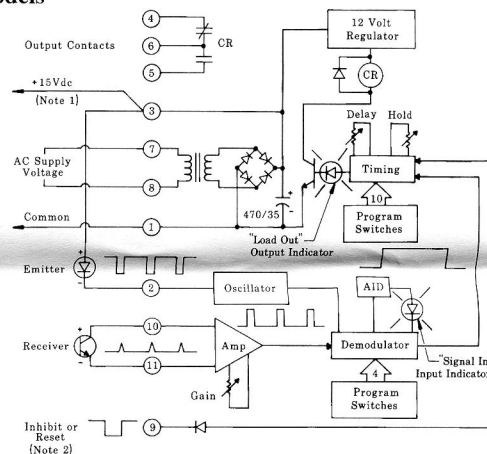 odels
4
12 Volt
Regulator
Output Contacts
6
CR
5
CR
+15Vdc
(Note 1)
3
Delay
Hold
7
AC Supply
Voltage
Timing
8
+
10
-
470/35
Program
Switches
Common
1
"Load Out"
Output Indicator
+
Emitter
-
2
Oscillator
AID
10
+
Receiver
-
11
Amp
Demodulator
"Signal In
Input Indicator
4
Gain
Program
Switches
Inhibit or
Reset
(Note 2)
9